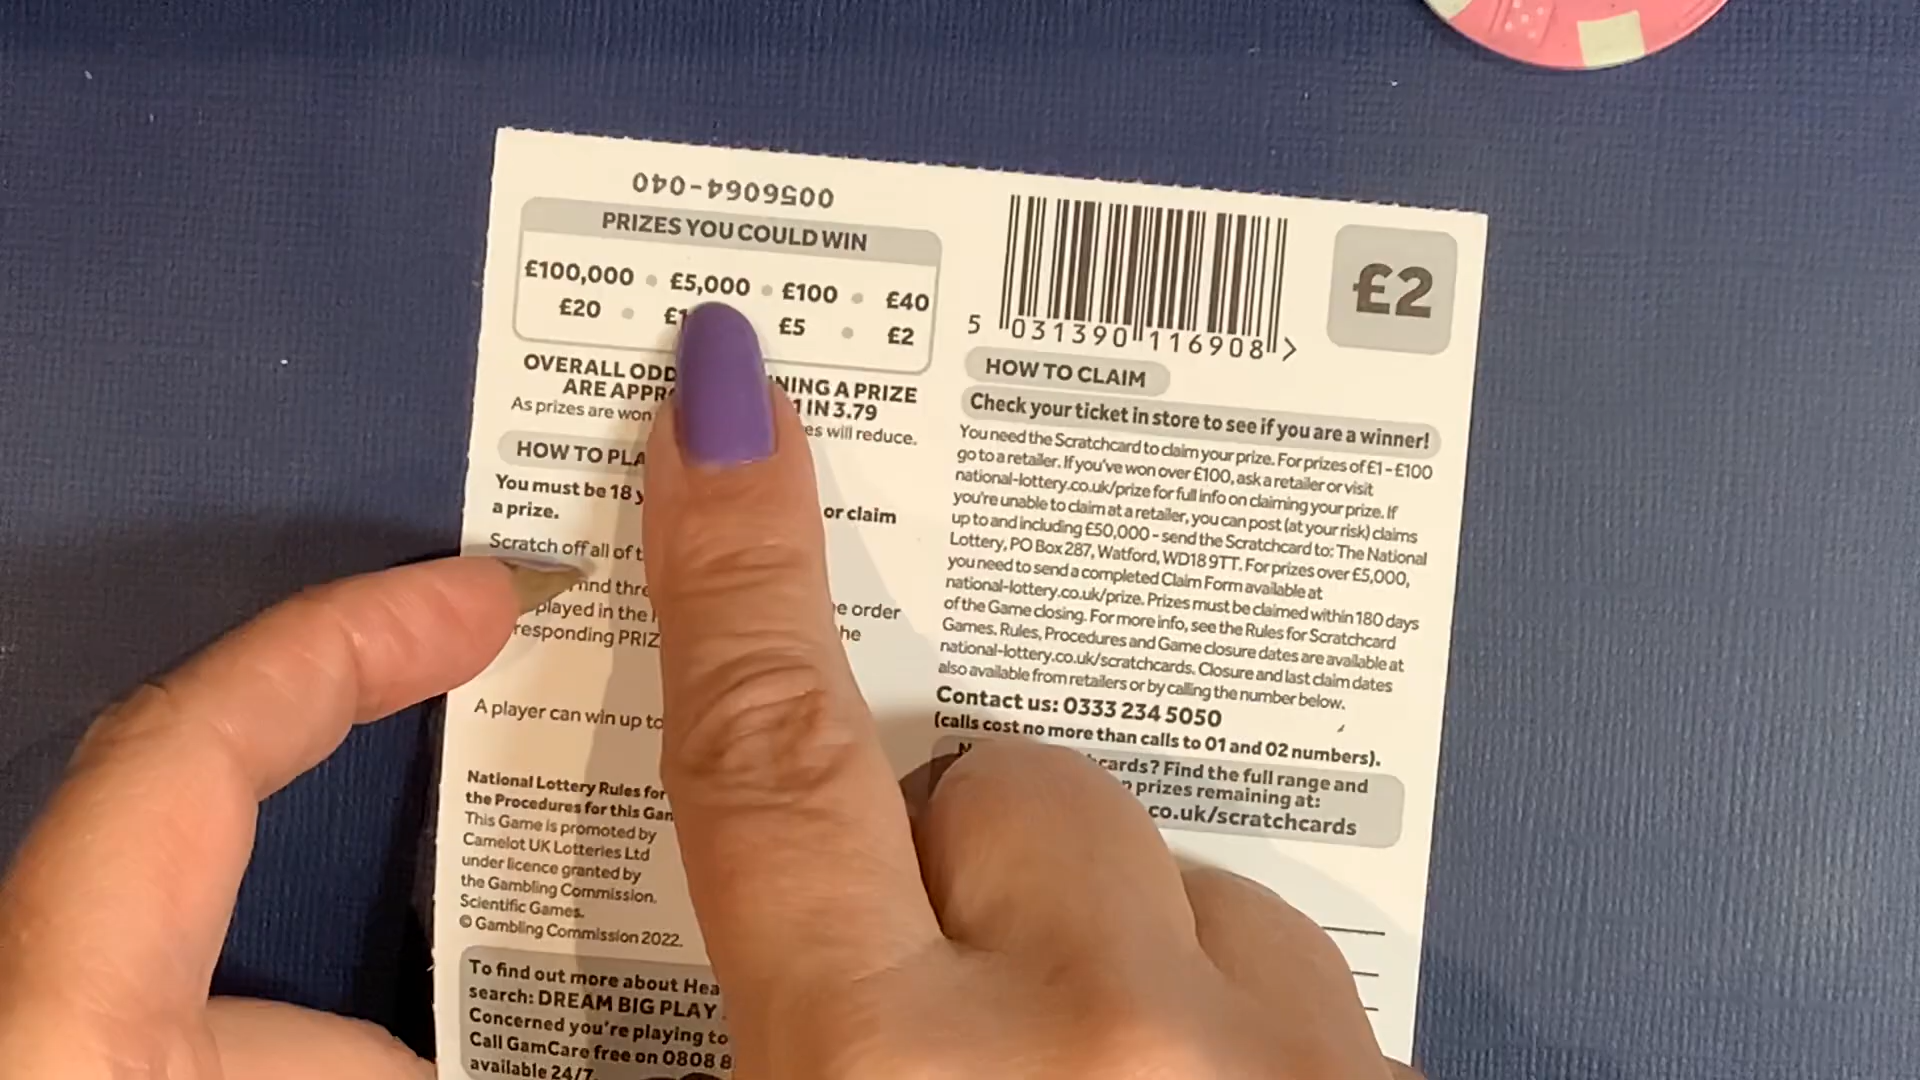 0056064-040
PRIZES YOU COULD WIN
£100,000 • £5,000 • £100 • £40
£20 • £5 • £2
OVERALL ODD NING A PRIZE
ARE APPR 1 IN 3.79
As prizes are won es will reduce.
HOW TO PLA
You must be 18 y or claim
a prize.
Scratch off all of t
ind thre
played in the e order
responding PRIZ he
A player can win up to
National Lottery Rules for
the Procedures for this Gam
This Game is promoted by
Camelot UK Lotteries Ltd
under licence granted by
the Gambling Commission.
Scientific Games.
© Gambling Commission 2022.
To find out more about Hea
search: DREAM BIG PLAY
Concerned you're playing to
Call GamCare free on 0808 8
available 24/7.
5 031390 116908 >
£2
HOW TO CLAIM
Check your ticket in store to see if you are a winner!
You need the Scratchcard to claim your prize. For prizes of £1 - £100
go to a retailer. If you've won over £100, ask a retailer or visit
national-lottery.co.uk/prize for full info on claiming your prize. If
you're unable to claim at a retailer, you can post (at your risk) claims
up to and including £50,000 - send the Scratchcard to: The National
Lottery, PO Box 287, Watford, WD18 9TT. For prizes over £5,000,
you need to send a completed Claim Form available at
national-lottery.co.uk/prize. Prizes must be claimed within 180 days
of the Game closing. For more info, see the Rules for Scratchcard
Games. Rules, Procedures and Game closure dates are available at
national-lottery.co.uk/scratchcards. Closure and last claim dates
also available from retailers or by calling the number below.
Contact us: 0333 234 5050
(calls cost no more than calls to 01 and 02 numbers).
cards? Find the full range and
prizes remaining at:
co.uk/scratchcards